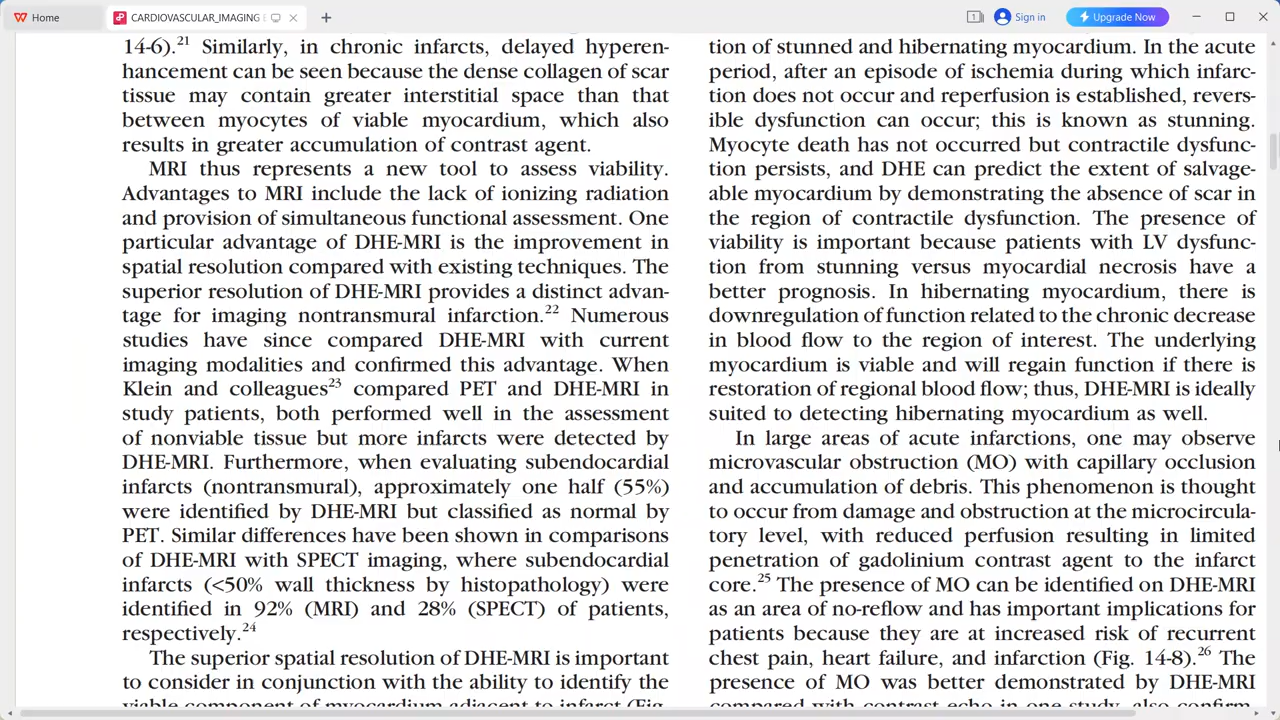 Home
CARDIOVASCULAR_IMAGING
Sign in
Upgrade Now
14-6).21 Similarly, in chronic infarcts, delayed hyperen-
hancement can be seen because the dense collagen of scar
tissue may contain greater interstitial space than that
between myocytes of viable myocardium, which also
results in greater accumulation of contrast agent.
MRI thus represents a new tool to assess viability.
Advantages to MRI include the lack of ionizing radiation
and provision of simultaneous functional assessment. One
particular advantage of DHE-MRI is the improvement in
spatial resolution compared with existing techniques. The
superior resolution of DHE-MRI provides a distinct advan-
tage for imaging nontransmural infarction.22 Numerous
studies have since compared DHE-MRI with current
imaging modalities and confirmed this advantage. When
Klein and colleagues23 compared PET and DHE-MRI in
study patients, both performed well in the assessment
of nonviable tissue but more infarcts were detected by
DHE-MRI. Furthermore, when evaluating subendocardial
infarcts (nontransmural), approximately one half (55%)
were identified by DHE-MRI but classified as normal by
PET. Similar differences have been shown in comparisons
of DHE-MRI with SPECT imaging, where subendocardial
infarcts (<50% wall thickness by histopathology) were
identified in 92% (MRI) and 28% (SPECT) of patients,
respectively.24
The superior spatial resolution of DHE-MRI is important
to consider in conjunction with the ability to identify the
viable component of myocardium adjacent to infarct (Fig.
tion of stunned and hibernating myocardium. In the acute
period, after an episode of ischemia during which infarc-
tion does not occur and reperfusion is established, revers-
ible dysfunction can occur; this is known as stunning.
Myocyte death has not occurred but contractile dysfunc-
tion persists, and DHE can predict the extent of salvage-
able myocardium by demonstrating the absence of scar in
the region of contractile dysfunction. The presence of
viability is important because patients with LV dysfunc-
tion from stunning versus myocardial necrosis have a
better prognosis. In hibernating myocardium, there is
downregulation of function related to the chronic decrease
in blood flow to the region of interest. The underlying
myocardium is viable and will regain function if there is
restoration of regional blood flow; thus, DHE-MRI is ideally
suited to detecting hibernating myocardium as well.
In large areas of acute infarctions, one may observe
microvascular obstruction (MO) with capillary occlusion
and accumulation of debris. This phenomenon is thought
to occur from damage and obstruction at the microcircula-
tory level, with reduced perfusion resulting in limited
penetration of gadolinium contrast agent to the infarct
core.25 The presence of MO can be identified on DHE-MRI
as an area of no-reflow and has important implications for
patients because they are at increased risk of recurrent
chest pain, heart failure, and infarction (Fig. 14-8).26 The
presence of MO was better demonstrated by DHE-MRI
compared with contrast echo in one study, also confirm-